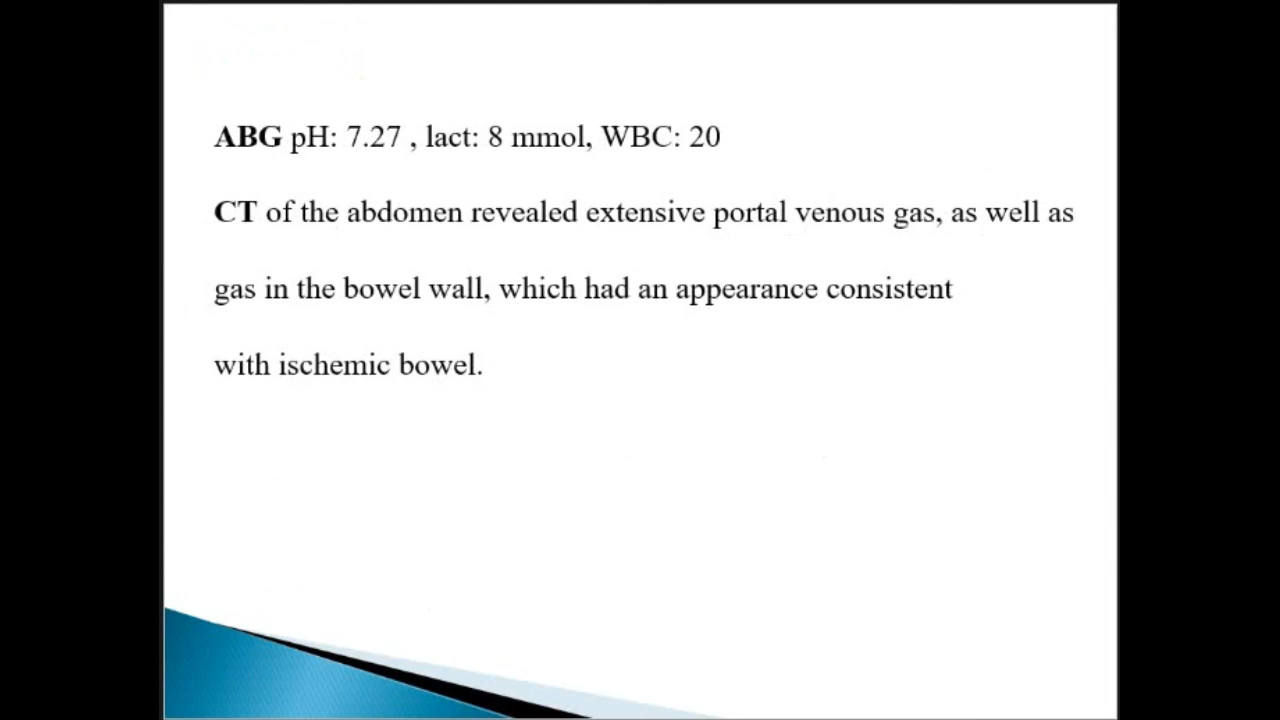 ABG pH: 7.27 , lact: 8 mmol, WBC: 20
CT of the abdomen revealed extensive portal venous gas, as well as
gas in the bowel wall, which had an appearance consistent
with ischemic bowel.